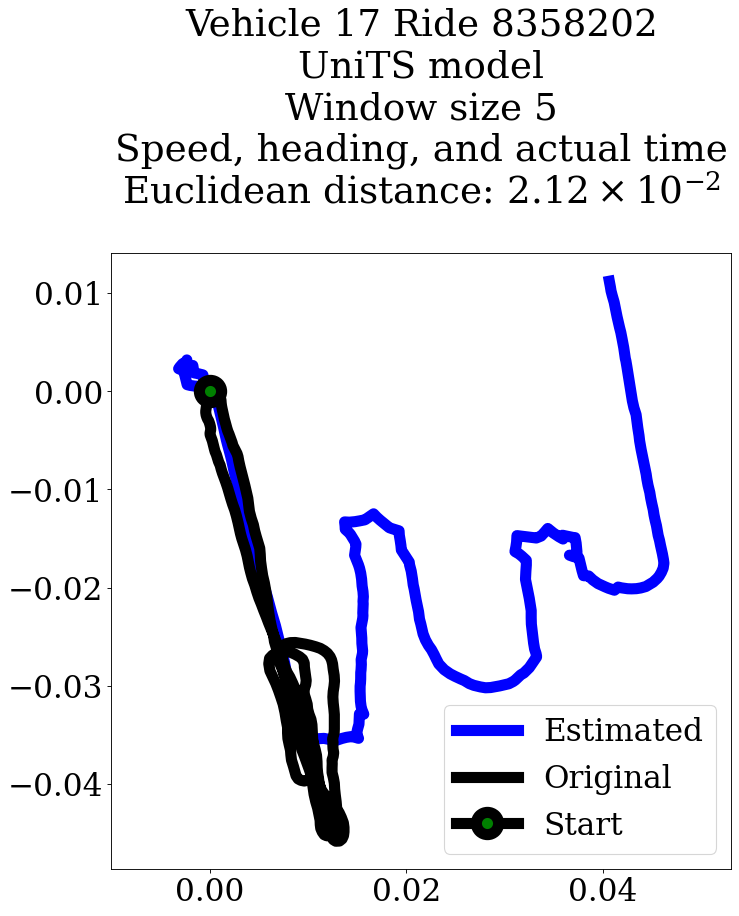 Vehicle 17 Ride 8358202
UniTS model
Window size 5
Speed, heading, and actual time
Euclidean distance: 2.12 × 10⁻²
0.01
0.00
−0.01
−0.02
−0.03
−0.04
Estimated
Original
Start
0.00 0.02 0.04